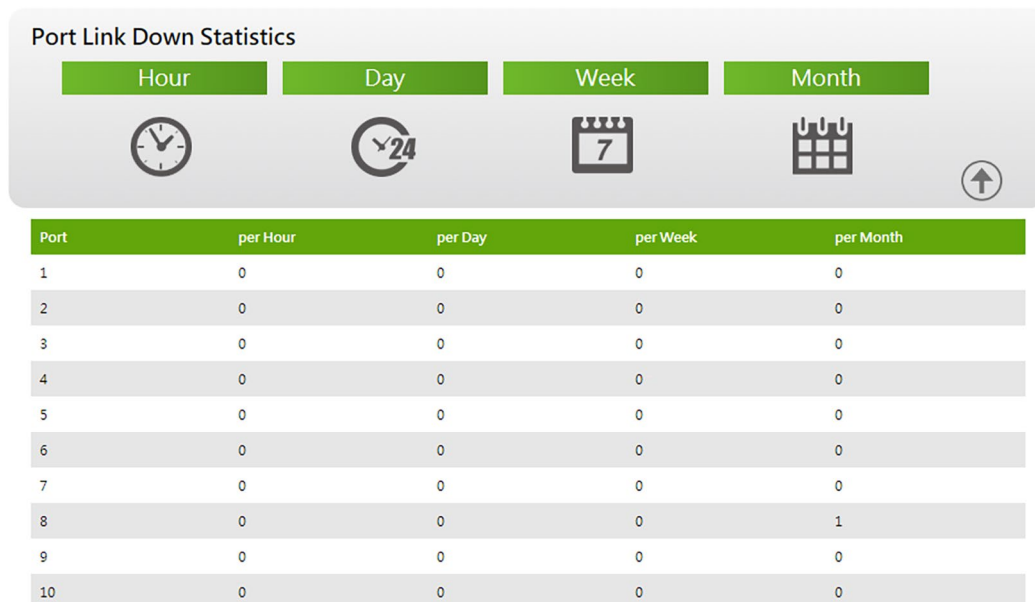 Port Link Down Statistics
Hour Day Week Month
24 7
Port per Hour per Day per Week per Month
1 0 0 0 0
2 0 0 0 0
3 0 0 0 0
4 0 0 0 0
5 0 0 0 0
6 0 0 0 0
7 0 0 0 0
8 0 0 0 1
9 0 0 0 0
10 0 0 0 0